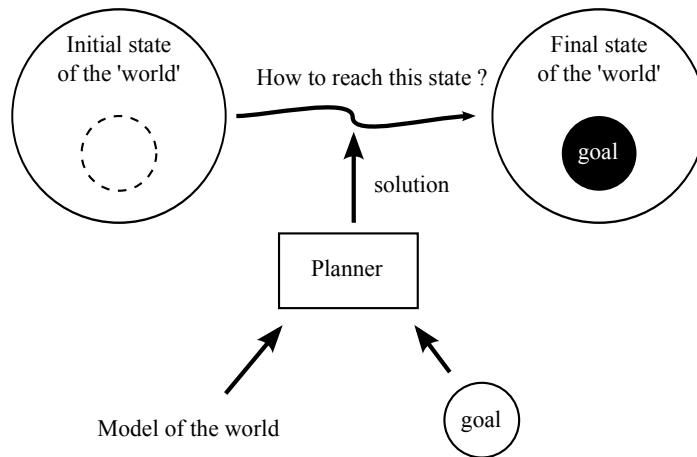 Initial state
of the 'world'
How to reach this state ?
Final state
of the 'world'
goal
solution
Planner
Model of the world
goal